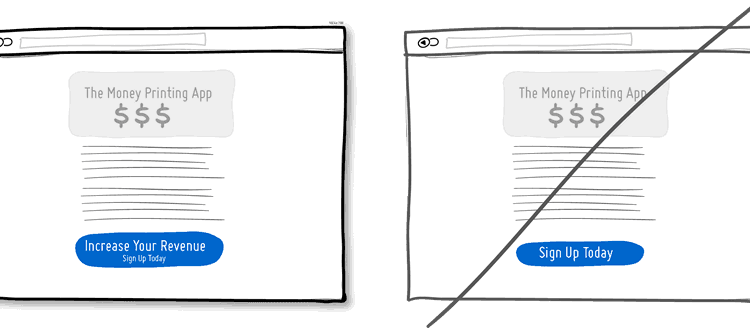 The Money Printing App
$ $ $
Increase Your Revenue
Sign Up Today
The Money Printing App
$ $ $
Sign Up Today